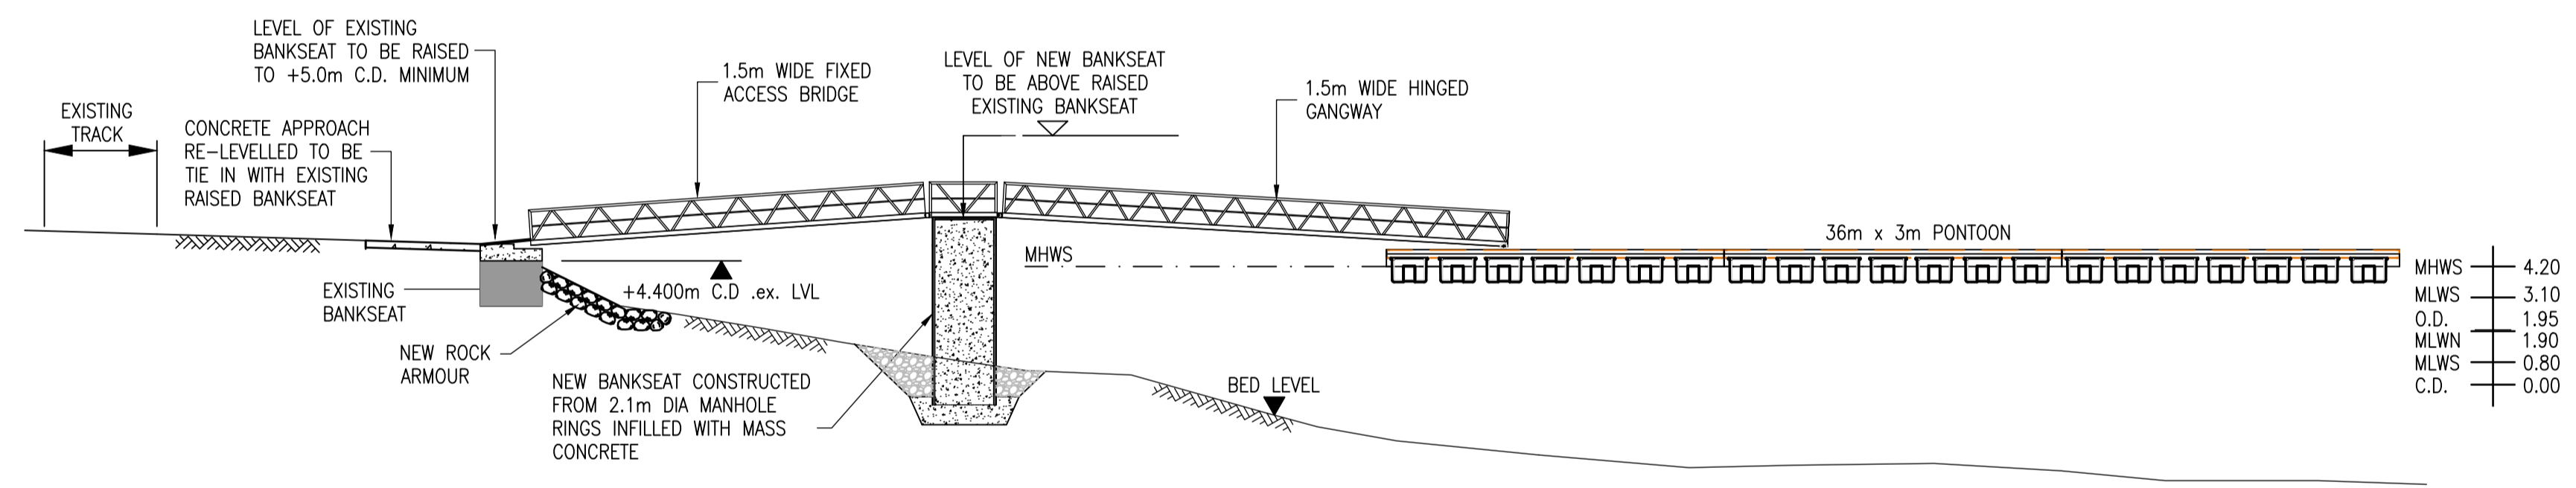 LEVEL OF EXISTING
BANKSEAT TO BE RAISED
TO +5.0m C.D. MINIMUM
EXISTING
TRACK
CONCRETE APPROACH
RE-LEVELLED TO BE
TIE IN WITH EXISTING
RAISED BANKSEAT
1.5m WIDE FIXED
ACCESS BRIDGE
LEVEL OF NEW BANKSEAT
TO BE ABOVE RAISED
EXISTING BANKSEAT
1.5m WIDE HINGED
GANGWAY
36m x 3m PONTOON
MHWS
+4.400m C.D .ex. LVL
EXISTING
BANKSEAT
NEW ROCK
ARMOUR
NEW BANKSEAT CONSTRUCTED
FROM 2.1m DIA MANHOLE
RINGS INFILLED WITH MASS
CONCRETE
BED LEVEL
MHWS 4.20
MLWS 3.10
O.D. 1.95
MLWN 1.90
MLWS 0.80
C.D. 0.00